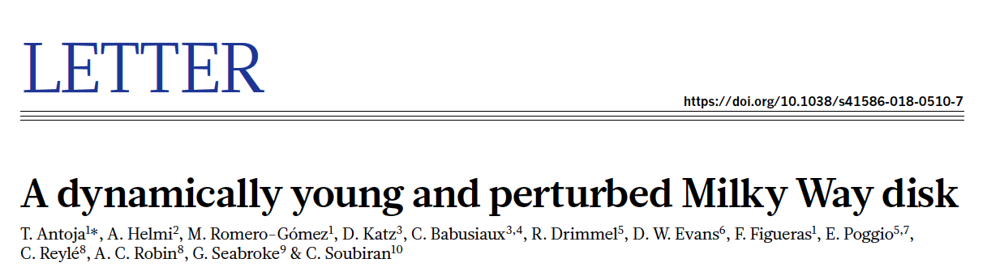 LETTER
https://doi.org/10.1038/s41586-018-0510-7
A dynamically young and perturbed Milky Way disk
T. Antoja1*, A. Helmi2, M. Romero-Gómez1, D. Katz3, C. Babusiaux3,4, R. Drimmel5, D. W. Evans6, F. Figueras1, E. Poggio5,7,
C. Reylé8, A. C. Robin8, G. Seabroke9 & C. Soubiran10